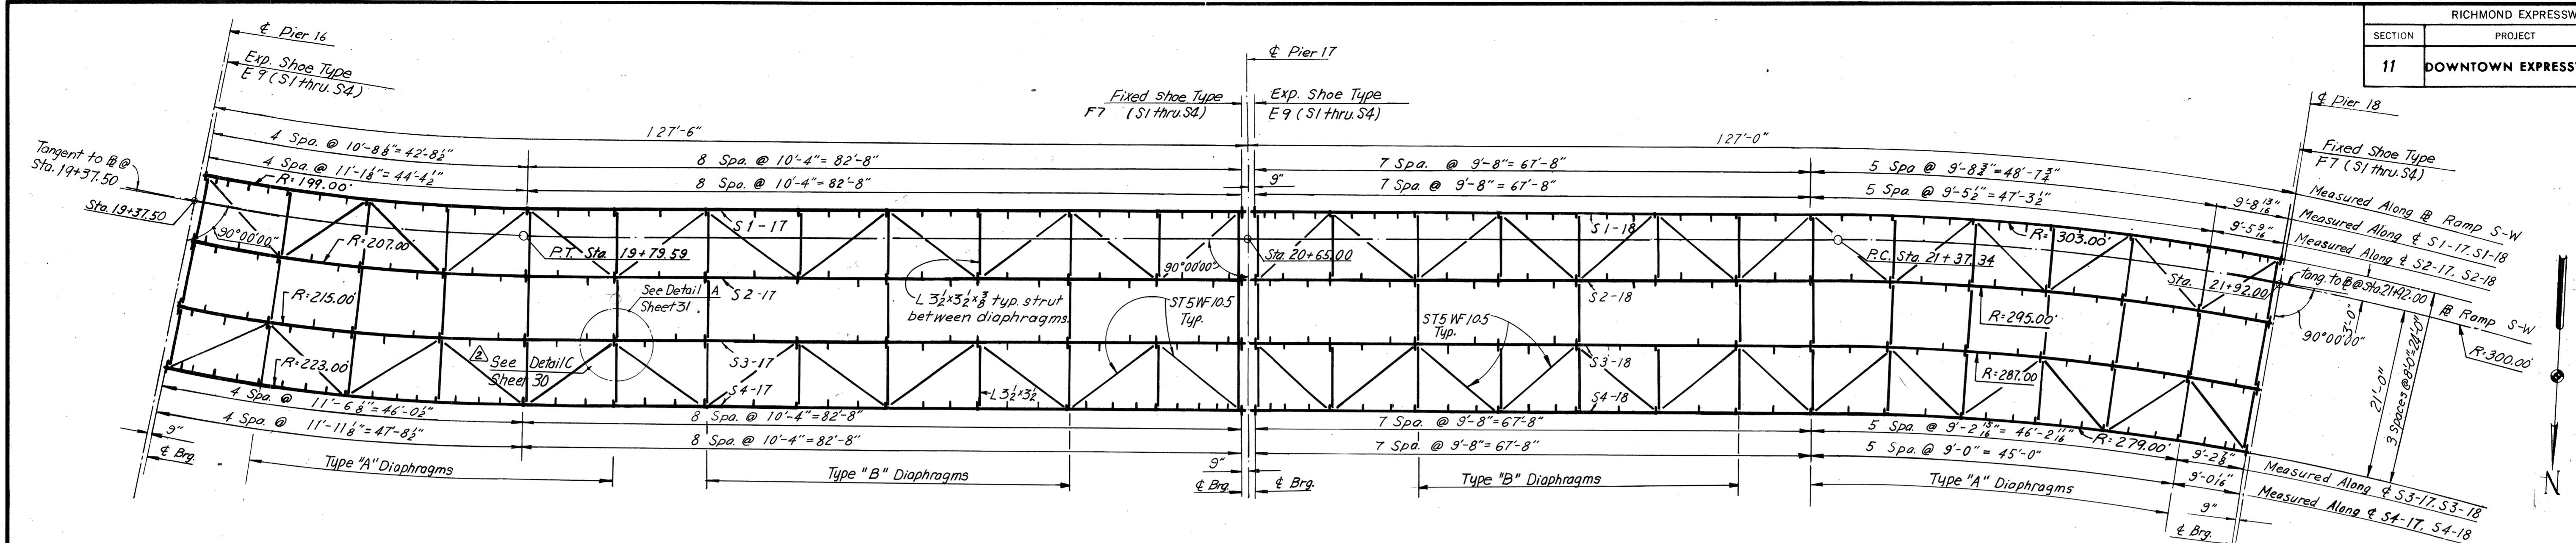 RICHMOND EXPRESSW
SECTION
PROJECT
11
DOWNTOWN EXPRESS
℄ Pier 16
Exp. Shoe Type
E 9 (S1 thru. S4)
℄ Pier 17
Fixed Shoe Type
F7 (S1 thru. S4)
Exp. Shoe Type
E 9 (S1 thru. S4)
℄ Pier 18
Fixed Shoe Type
F7 (S1 thru. S4)
127'-6"
127'-0"
4 Spa. @ 10'-8⅛"= 42'-8½"
8 Spa. @ 10'-4"= 82'-8"
7 Spa. @ 9'-8"= 67'-8"
5 Spa @ 9'-8¾"=48'-7¾"
4 Spa. @ 11'-1⅛"= 44'-4½"
8 Spa. @ 10'-4"= 82'-8"
9"
7 Spa. @ 9'-8"= 67'-8"
5 Spa. @ 9'-5½"= 47'-3½"
9'-8 13/16"
9'-5 9/16"
Measured Along B Ramp S-W
Measured Along ℄ S1-17, S1-18
Measured Along ℄ S2-17, S2-18
Tangent to B @
Sta. 19+37.50
Sta. 19+37.50
R=199.00'
90°00'00"
R=207.00'
P.T. Sta. 19+79.59
S1-17
90°00'00"
Sta. 20+65.00
S1-18
P.C. Sta. 21+37.34
R=303.00'
Sta. 21+92.00
Tang. to B @ Sta. 21+92.00
B Ramp S-W
R=300.00'
90°00'00"
R=215.00'
See Detail A
Sheet 31.
S2-17
L 3½x3½x⅜ typ. strut
between diaphragms.
ST5WF10.5
Typ.
S2-18
ST5WF10.5
Typ.
R=295.00'
3'-0"
21'-0"
3 Spaces @ 8'-0"=24'-0"
R=223.00'
2
See Detail C
Sheet 30
S3-17
S4-17
L 3½x3½
S3-18
S4-18
R=287.00
R=279.00'
4 Spa. @ 11'-6⅛"= 46'-0½"
8 Spa. @ 10'-4"=82'-8"
7 Spa. @ 9'-8"=67'-8"
5 Spa. @ 9'-2 15/16"= 46'-2 11/16"
9'-2⅞"
4 Spa. @ 11'-11⅛"=47'-8½"
8 Spa. @ 10'-4"=82'-8"
7 Spa. @ 9'-8"=67'-8"
5 Spa. @ 9'-0"= 45'-0"
9'-0 1/16"
Measured Along ℄ S3-17, S3-18
Measured Along ℄ S4-17, S4-18
9"
℄ Brg.
Type "A" Diaphragms
Type "B" Diaphragms
9"
℄ Brg.
℄ Brg.
Type "B" Diaphragms
Type "A" Diaphragms
9"
℄ Brg.
N